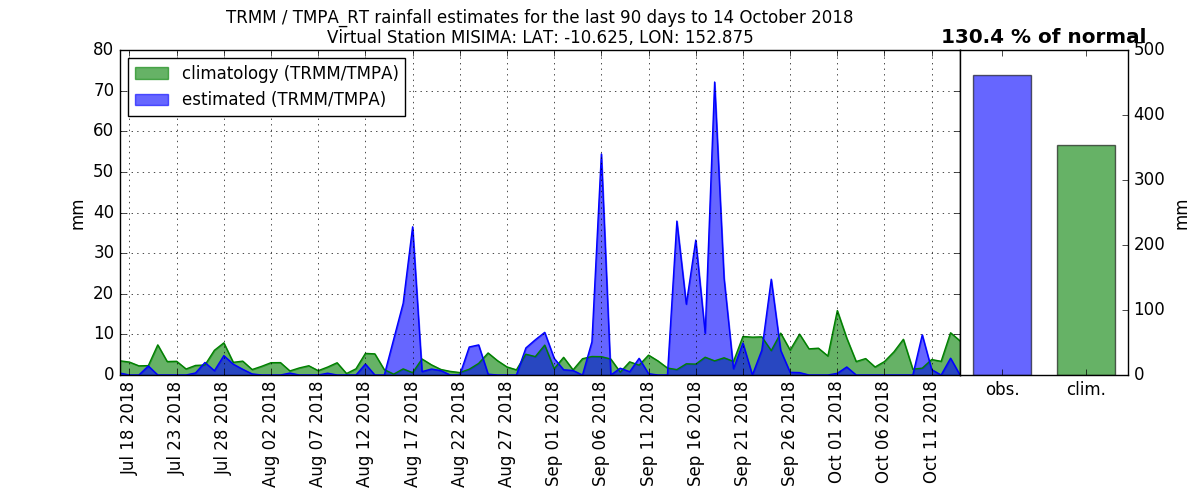 TRMM / TMPA_RT rainfall estimates for the last 90 days to 14 October 2018
Virtual Station MISIMA: LAT: -10.625, LON: 152.875
130.4 % of normal
climatology (TRMM/TMPA)
estimated (TRMM/TMPA)
80
70
60
50
40
30
20
10
0
mm
Jul 18 2018
Jul 23 2018
Jul 28 2018
Aug 02 2018
Aug 07 2018
Aug 12 2018
Aug 17 2018
Aug 22 2018
Aug 27 2018
Sep 01 2018
Sep 06 2018
Sep 11 2018
Sep 16 2018
Sep 21 2018
Sep 26 2018
Oct 01 2018
Oct 06 2018
Oct 11 2018
500
400
300
200
100
0
mm
obs.
clim.